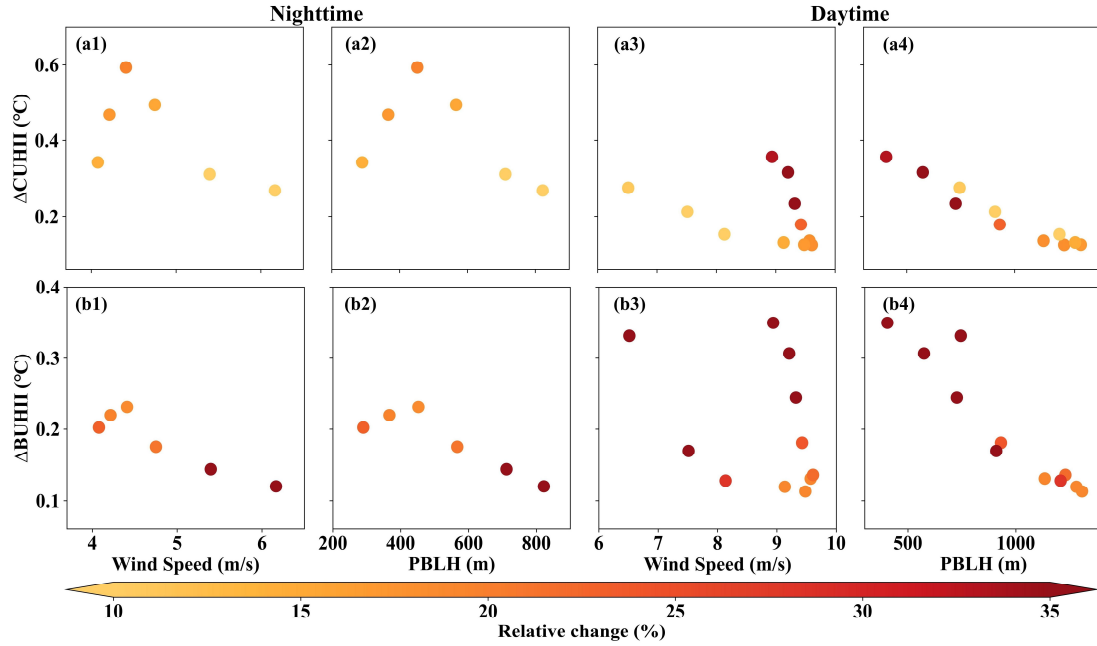 Nighttime
Daytime
(a1)
(a2)
(a3)
(a4)
0.6
0.4
0.2
ΔCUHII (°C)
(b1)
(b2)
(b3)
(b4)
0.4
0.3
0.2
0.1
ΔBUHII (°C)
4 5 6
200 400 600 800
6 7 8 9 10
500 1000
Wind Speed (m/s)
PBLH (m)
Wind Speed (m/s)
PBLH (m)
10 15 20 25 30 35
Relative change (%)